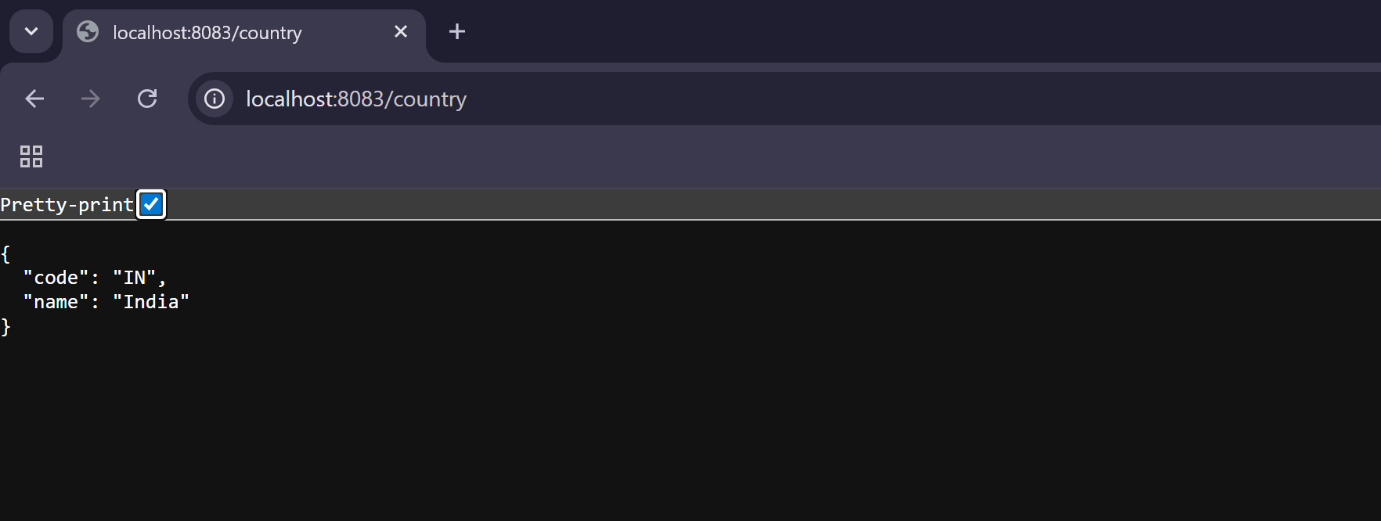 localhost:8083/country
localhost:8083/country
Pretty-print
{
  "code": "IN",
  "name": "India"
}